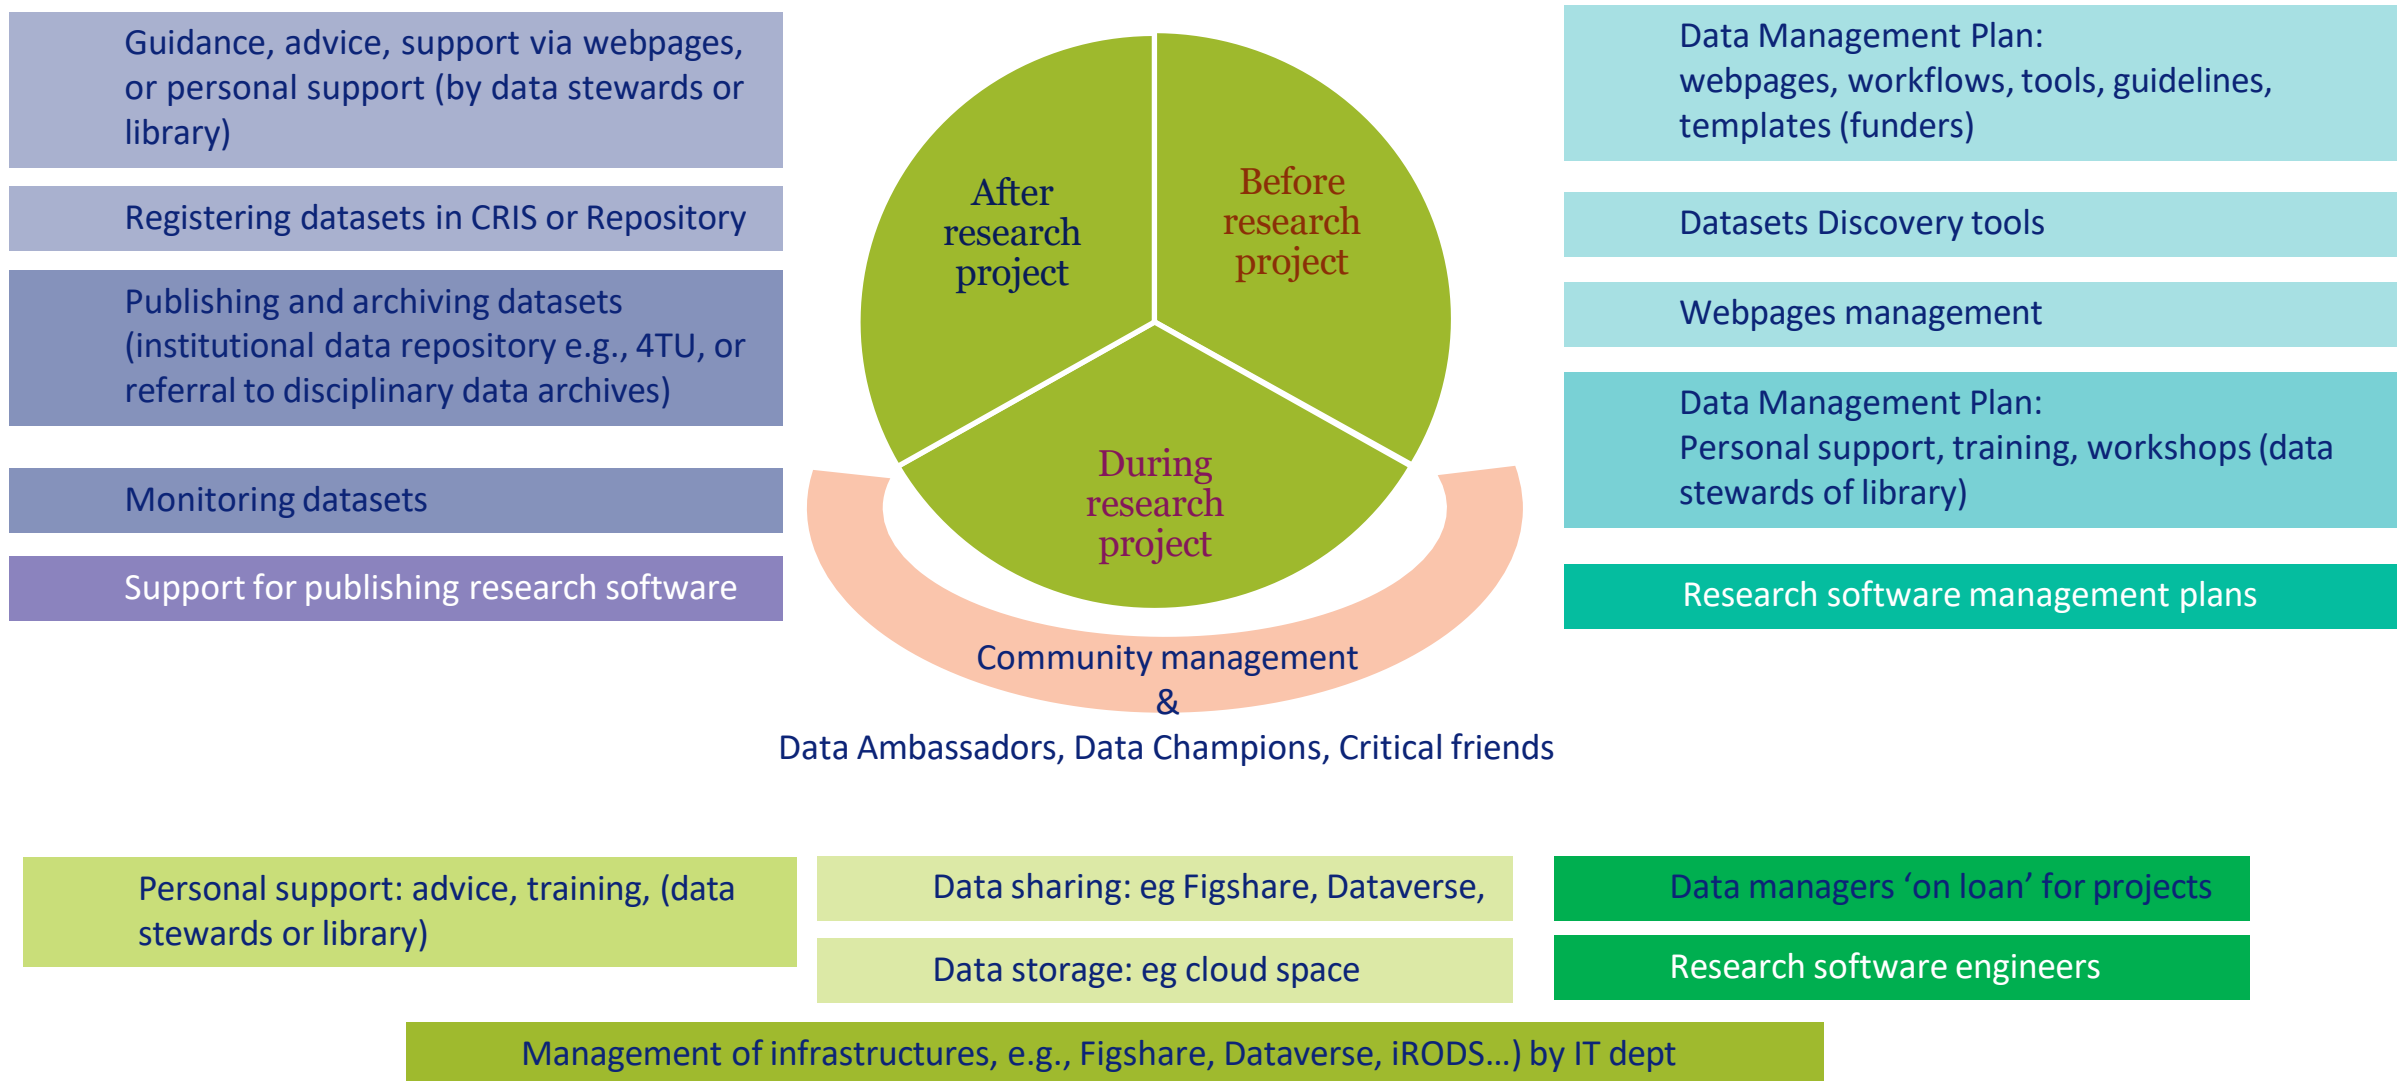 Guidance, advice, support via webpages,
or personal support (by data stewards or
library)
Registering datasets in CRIS or Repository
Publishing and archiving datasets
(institutional data repository e.g., 4TU, or
referral to disciplinary data archives)
Monitoring datasets
Support for publishing research software
After
research
project
Before
research
project
During
research
project
Community management
&
Data Ambassadors, Data Champions, Critical friends
Data Management Plan:
webpages, workflows, tools, guidelines,
templates (funders)
Datasets Discovery tools
Webpages management
Data Management Plan:
Personal support, training, workshops (data
stewards of library)
Research software management plans
Personal support: advice, training, (data
stewards or library)
Data sharing: eg Figshare, Dataverse,
Data storage: eg cloud space
Data managers ‘on loan’ for projects
Research software engineers
Management of infrastructures, e.g., Figshare, Dataverse, iRODS…) by IT dept